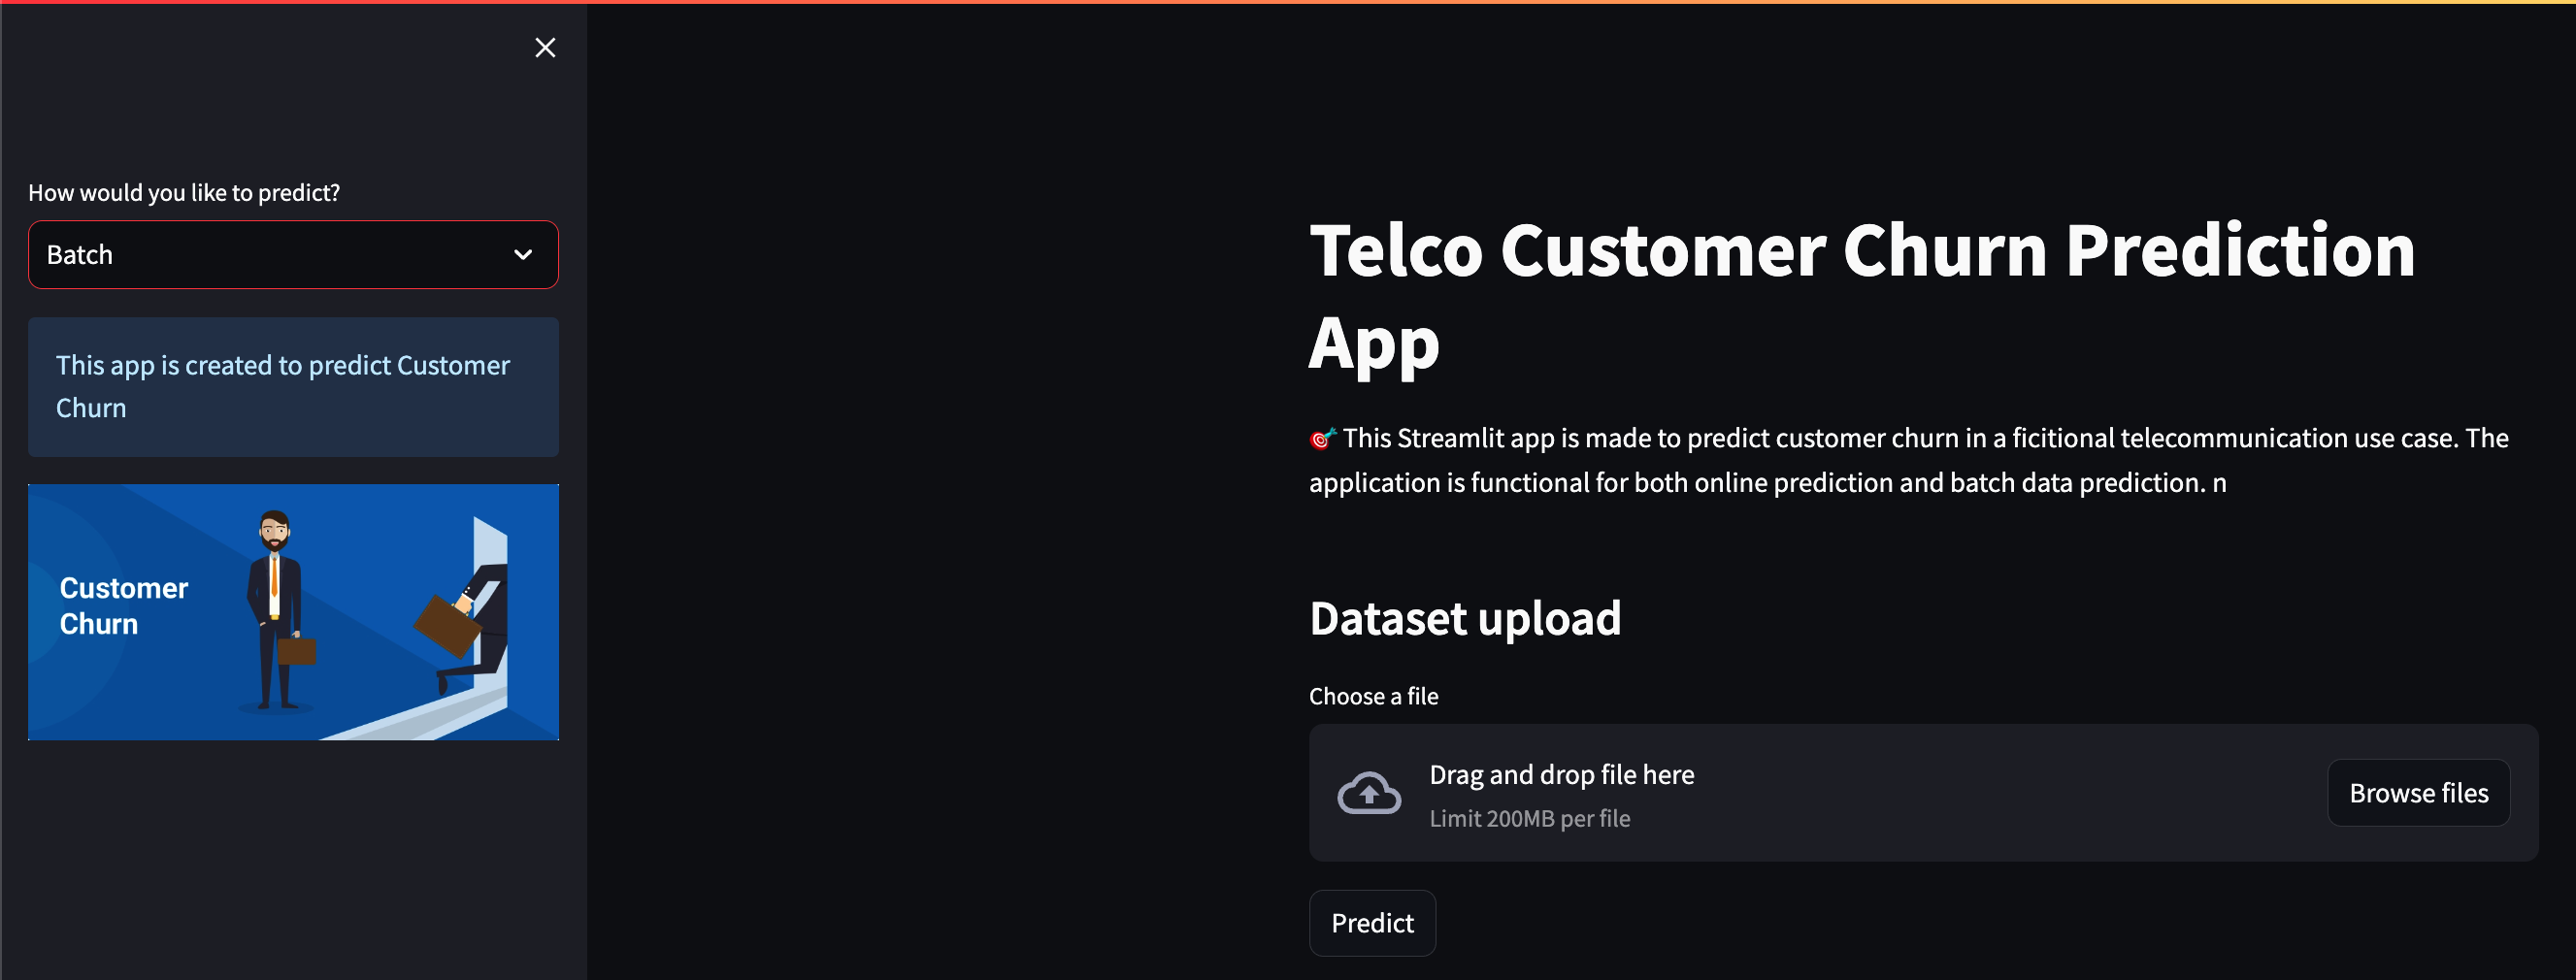 How would you like to predict?
Batch
This app is created to predict Customer
Churn
Customer
Churn
Telco Customer Churn Prediction
App
🎯 This Streamlit app is made to predict customer churn in a ficitional telecommunication use case. The
application is functional for both online prediction and batch data prediction. n
Dataset upload
Choose a file
Drag and drop file here
Limit 200MB per file
Browse files
Predict